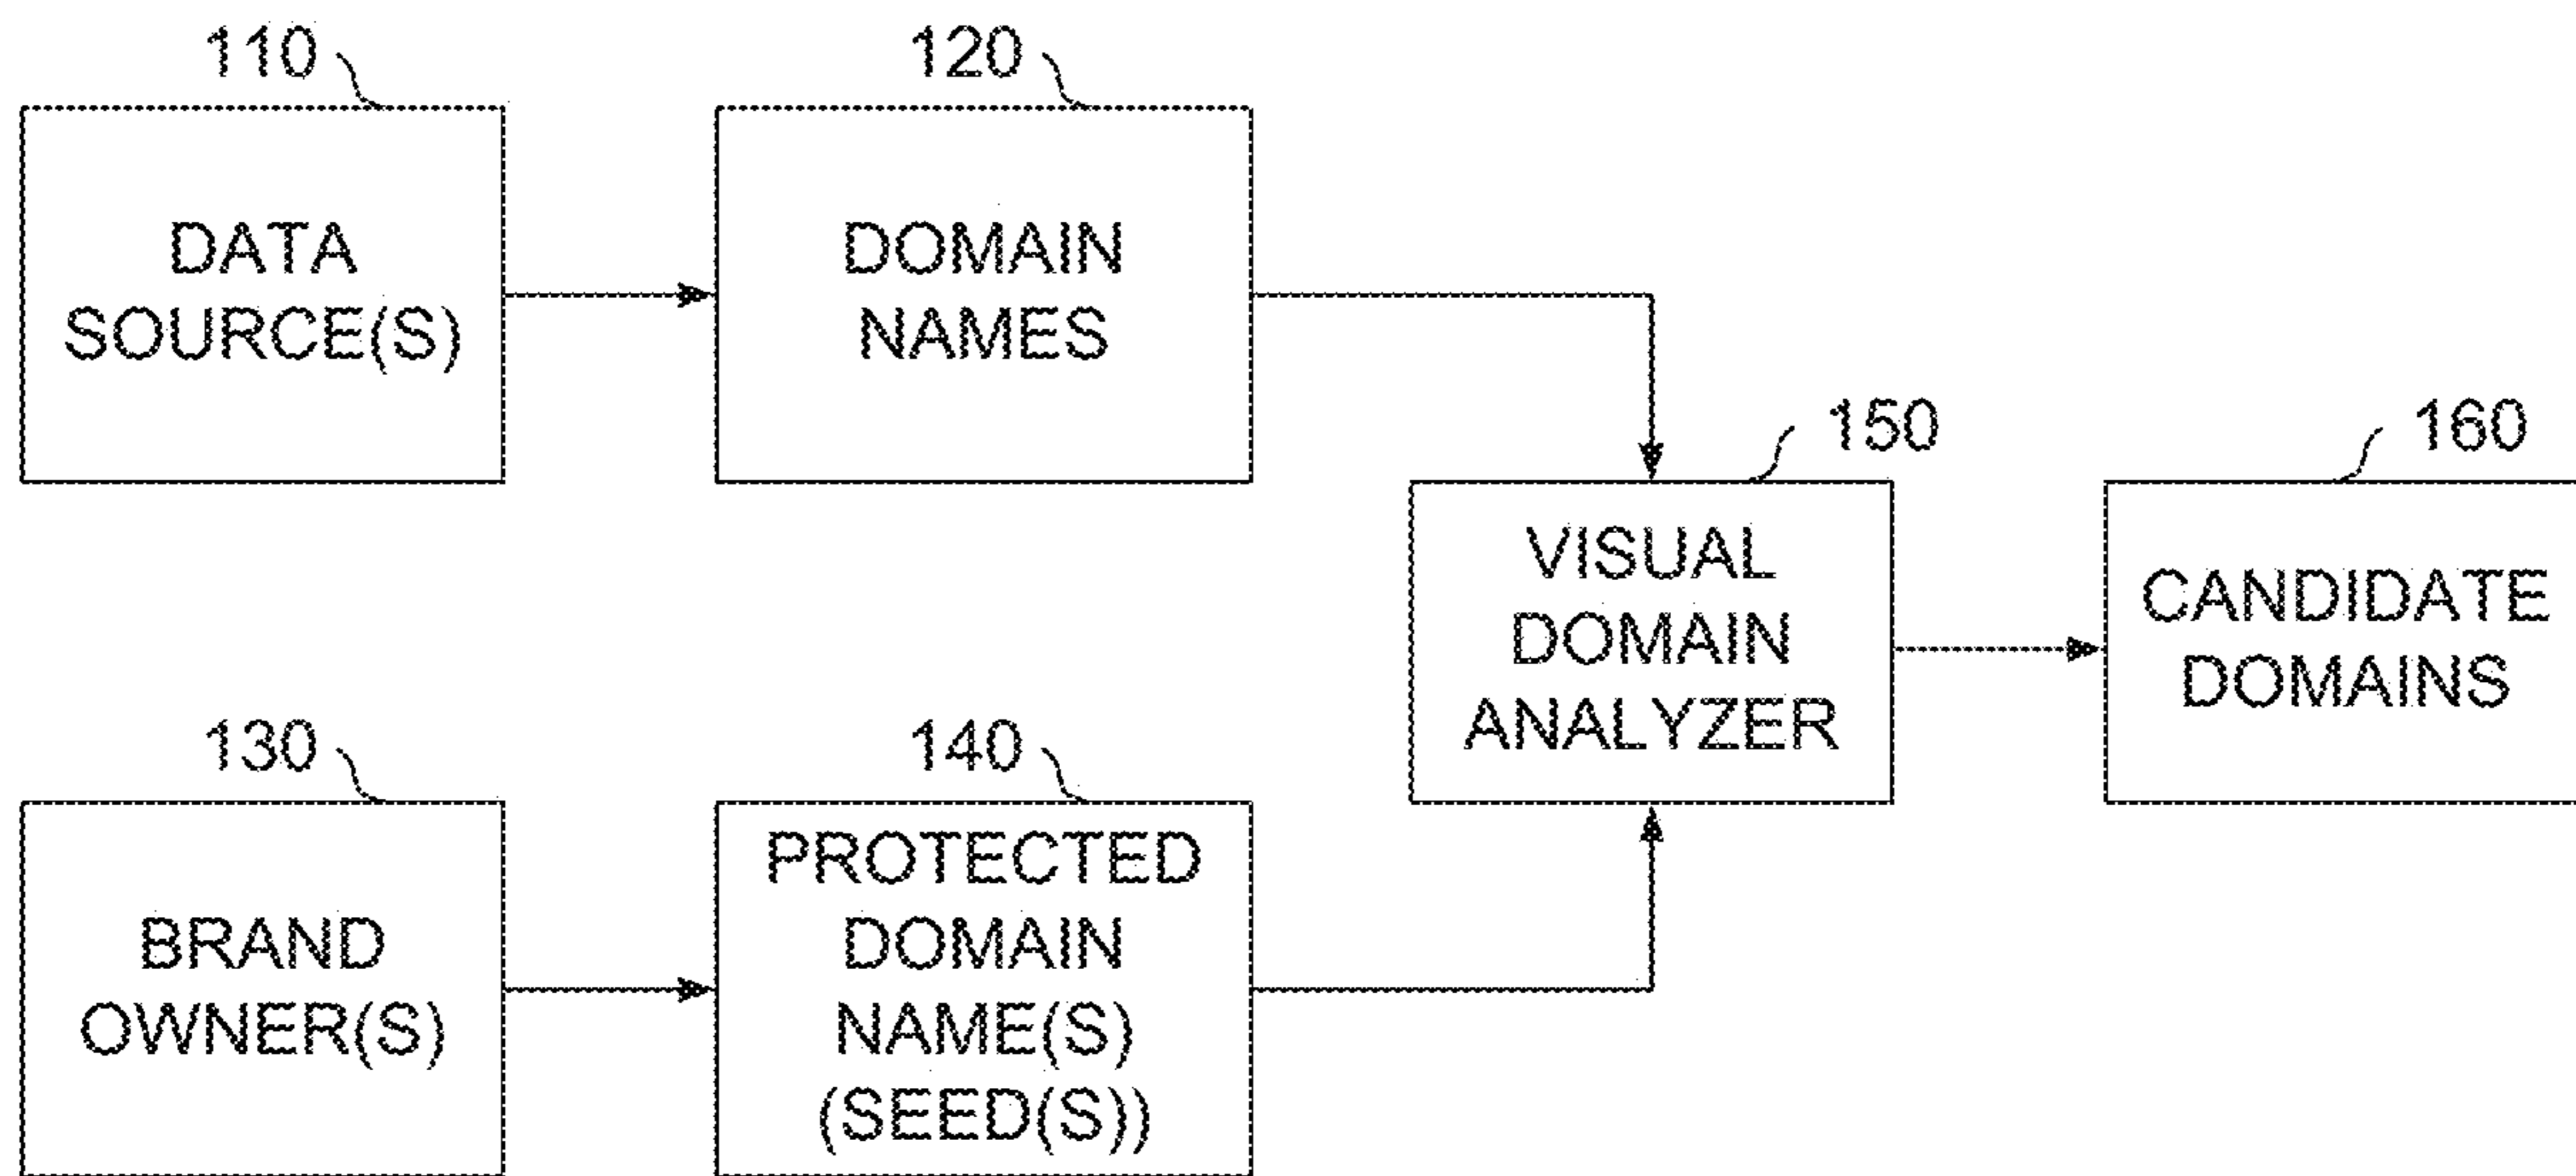 110
120
DATA
SOURCE(S)
DOMAIN
NAMES
150
160
VISUAL
DOMAIN
ANALYZER
CANDIDATE
DOMAINS
130
140
BRAND
OWNER(S)
PROTECTED
DOMAIN
NAME(S)
(SEED(S))